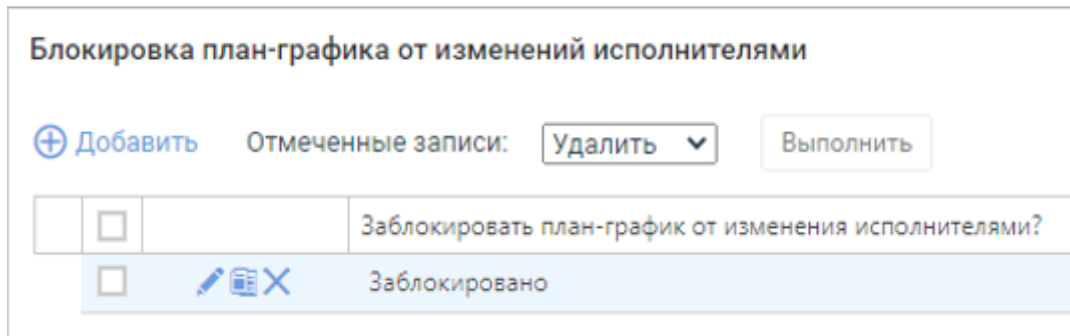 Блокировка план-графика от изменений исполнителями
Добавить Отмеченные записи: Удалить Выполнить
Заблокировать план-график от изменения исполнителями?
Заблокировано